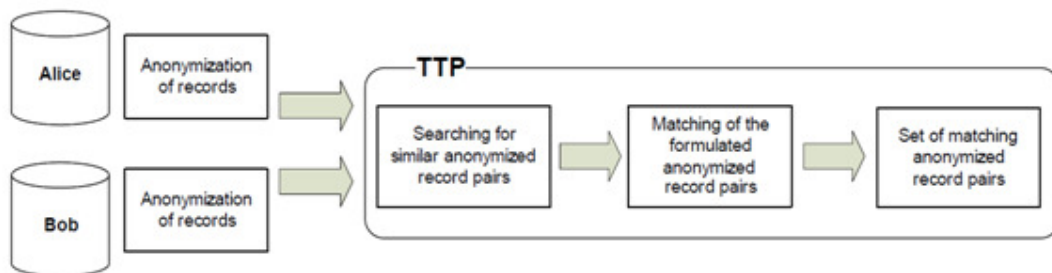 Alice
Anonymization
of records
Bob
Anonymization
of records
TTP
Searching for
similar anonymized
record pairs
Matching of the
formulated
anonymized
record pairs
Set of matching
anonymized
record pairs